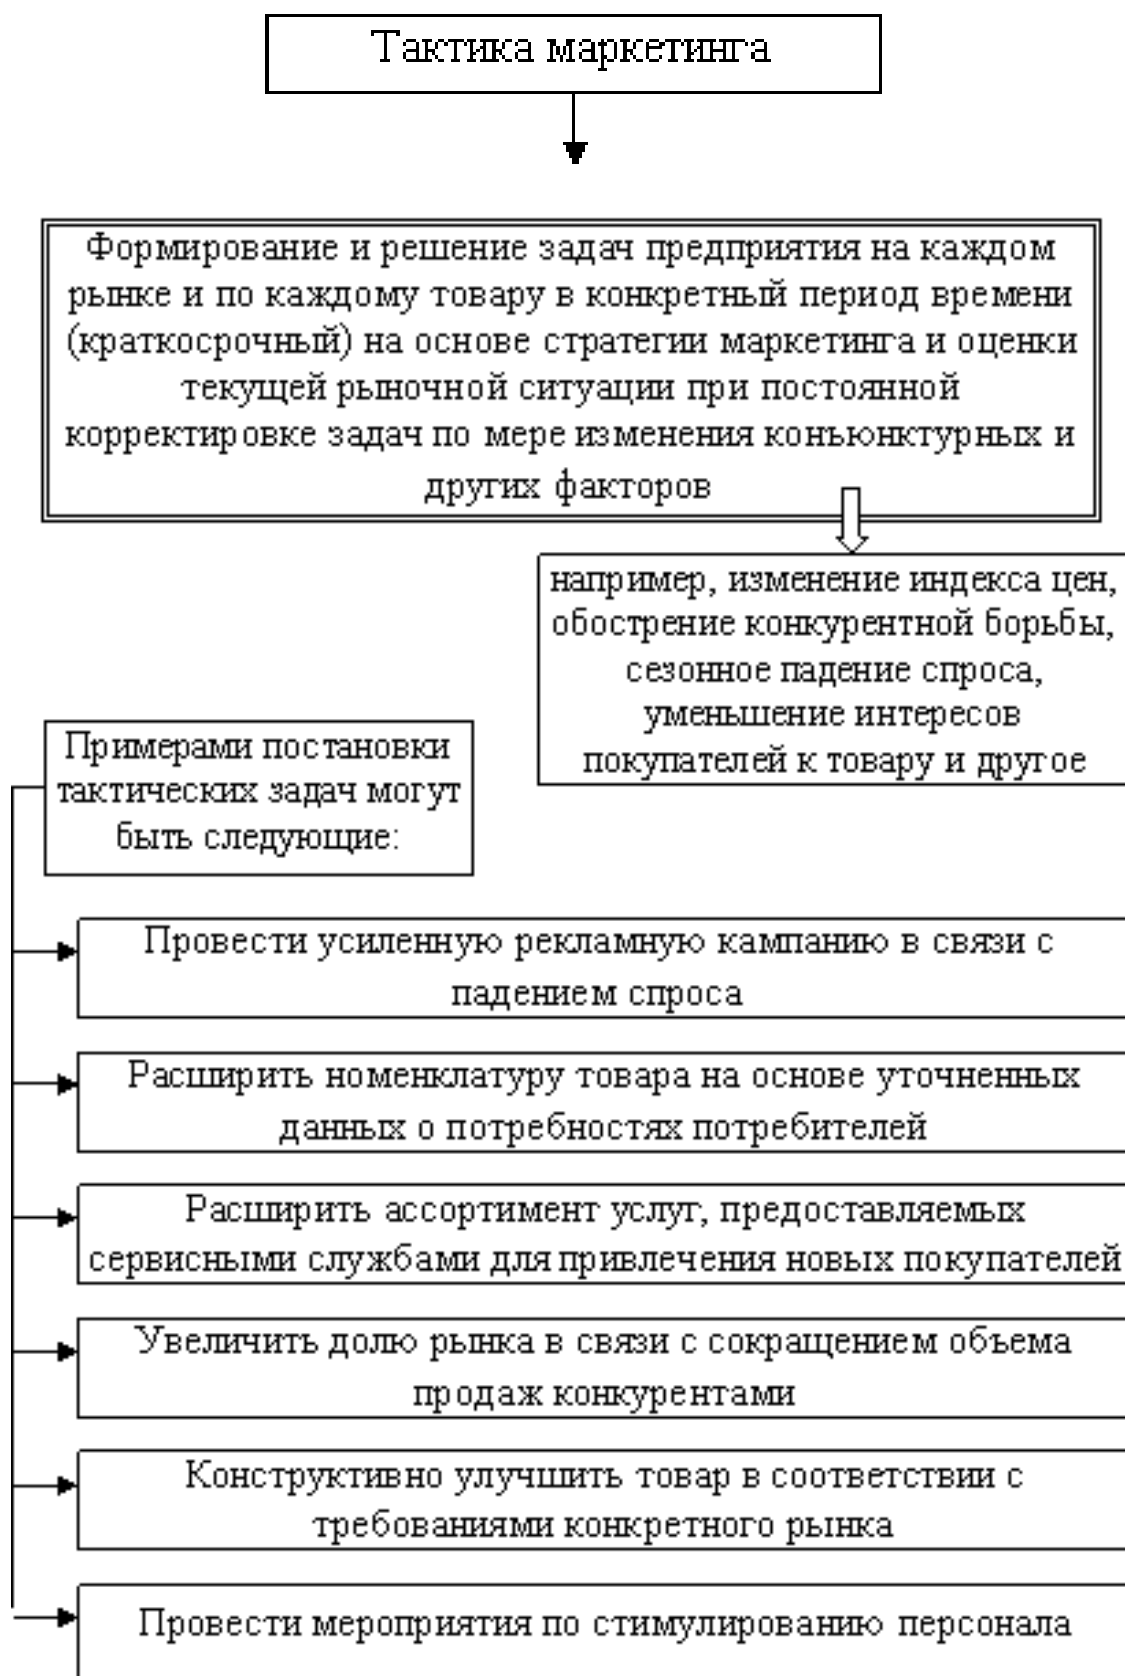 Тактика маркетинга
Формирование и решение задач предприятия на каждом
рынке и по каждому товару в конкретный период времени
(краткосрочный) на основе стратегии маркетинга и оценки
текущей рыночной ситуации при постоянной
корректировке задач по мере изменения коньюнктурных и
других факторов
например, изменение индекса цен,
обострение конкурентной борьбы,
сезонное падение спроса,
уменьшение интересов
покупателей к товару и другое
Примерами постановки
тактических задач могут
быть следующие:
Провести усиленную рекламную кампанию в связи с
падением спроса
Расширить номенклатуру товара на основе уточненных
данных о потребностях потребителей
Расширить ассортимент услуг, предоставляемых
сервисными службами для привлечения новых покупателей
Увеличить долю рынка в связи с сокращением объема
продаж конкурентами
Конструктивно улучшить товар в соответствии с
требованиями конкретного рынка
Провести мероприятия по стимулированию персонала